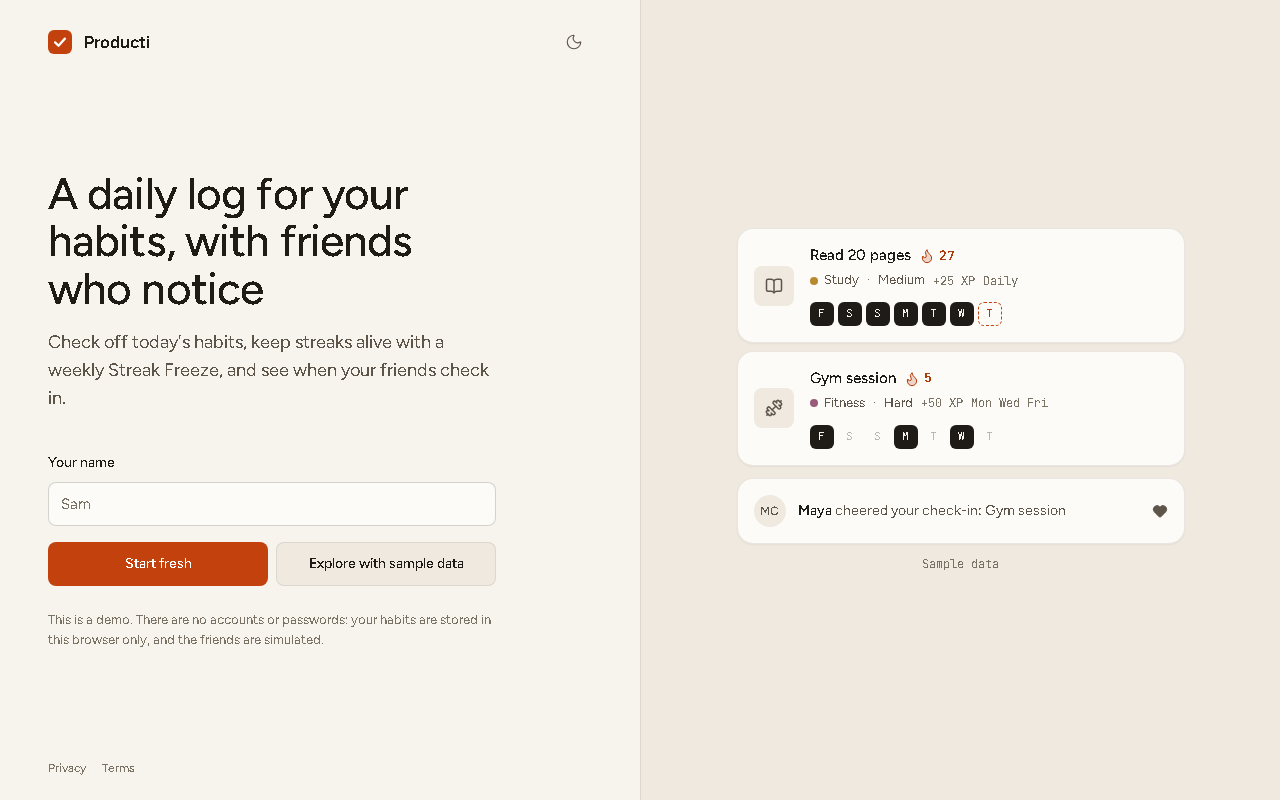 Producti
A daily log for your
habits, with friends
who notice
Check off today's habits, keep streaks alive with a
weekly Streak Freeze, and see when your friends check
in.
Your name
Sam
Start fresh
Explore with sample data
This is a demo. There are no accounts or passwords: your habits are stored in
this browser only, and the friends are simulated.
Privacy Terms
Read 20 pages 27
Study · Medium +25 XP Daily
F S S M T W T
Gym session 5
Fitness · Hard +50 XP Mon Wed Fri
F S S M T W T
MC Maya cheered your check-in: Gym session
Sample data